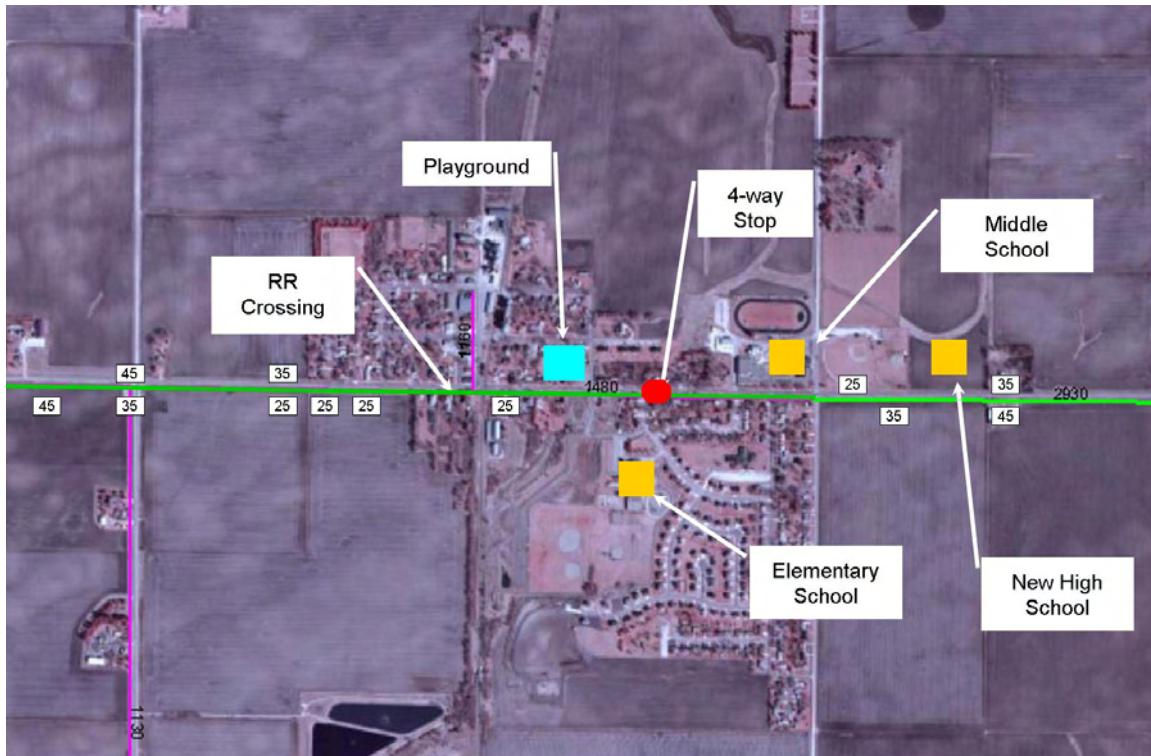 Playground
4-way
Stop
Middle
School
RR
Crossing
1160
45
35
1480
25
35
2930
45
35
25
25
25
25
35
45
Elementary
School
New High
School
1130